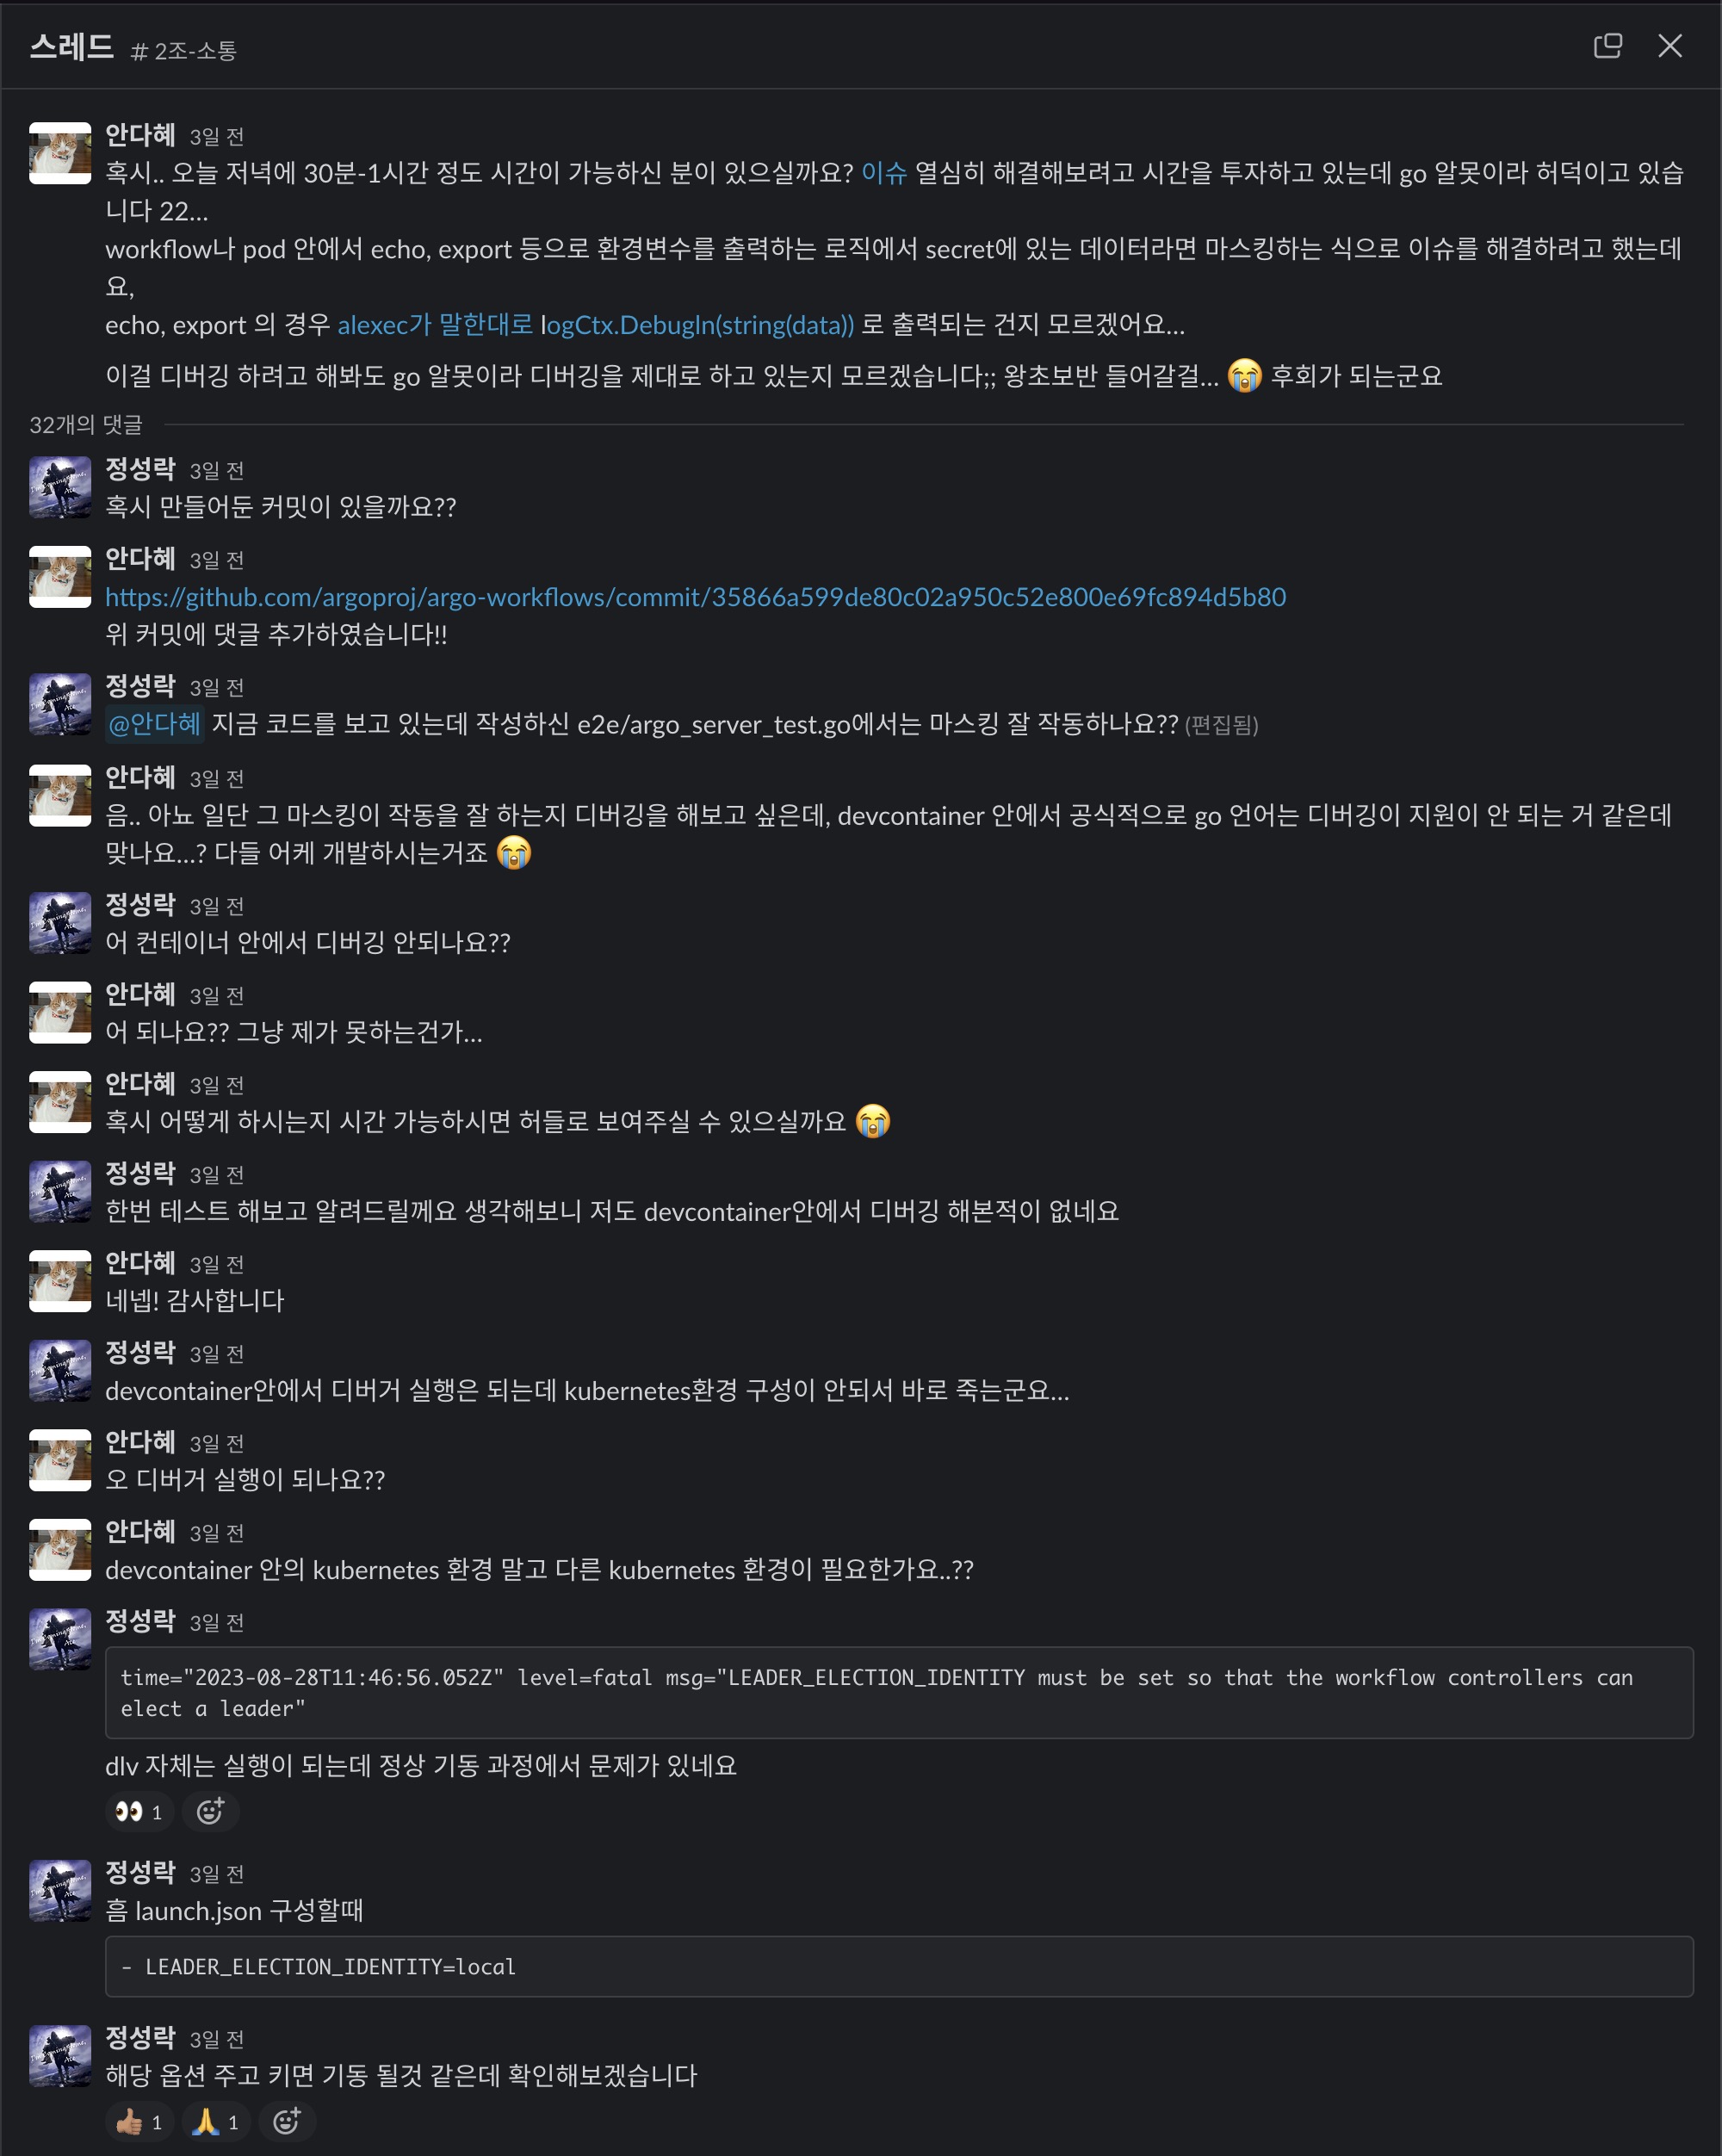 스레드 # 2조-소통
안다혜 3일 전
혹시.. 오늘 저녁에 30분-1시간 정도 시간이 가능하신 분이 있으실까요? 이슈 열심히 해결해보려고 시간을 투자하고 있는데 go 알못이라 허덕이고 있습
니다 22...
workflow나 pod 안에서 echo, export 등으로 환경변수를 출력하는 로직에서 secret에 있는 데이터라면 마스킹하는 식으로 이슈를 해결하려고 했는데
요,
echo, export 의 경우 alexec가 말한대로 logCtx.Debugln(string(data)) 로 출력되는 건지 모르겠어요...
이걸 디버깅 하려고 해봐도 go 알못이라 디버깅을 제대로 하고 있는지 모르겠습니다;; 왕초보반 들어갈걸... 😭 후회가 되는군요
32개의 댓글
정성락 3일 전
혹시 만들어둔 커밋이 있을까요??
안다혜 3일 전
https://github.com/argoproj/argo-workflows/commit/35866a599de80c02a950c52e800e69fc894d5b80
위 커밋에 댓글 추가하였습니다!!
정성락 3일 전
@안다혜 지금 코드를 보고 있는데 작성하신 e2e/argo_server_test.go에서는 마스킹 잘 작동하나요?? (편집됨)
안다혜 3일 전
음.. 아뇨 일단 그 마스킹이 작동을 잘 하는지 디버깅을 해보고 싶은데, devcontainer 안에서 공식적으로 go 언어는 디버깅이 지원이 안 되는 거 같은데
맞나요...? 다들 어케 개발하시는거죠 😭
정성락 3일 전
어 컨테이너 안에서 디버깅 안되나요??
안다혜 3일 전
어 되나요?? 그냥 제가 못하는건가...
안다혜 3일 전
혹시 어떻게 하시는지 시간 가능하시면 허들로 보여주실 수 있으실까요 😭
정성락 3일 전
한번 테스트 해보고 알려드릴께요 생각해보니 저도 devcontainer안에서 디버깅 해본적이 없네요
안다혜 3일 전
네넵! 감사합니다
정성락 3일 전
devcontainer안에서 디버거 실행은 되는데 kubernetes환경 구성이 안되서 바로 죽는군요...
안다혜 3일 전
오 디버거 실행이 되나요??
안다혜 3일 전
devcontainer 안의 kubernetes 환경 말고 다른 kubernetes 환경이 필요한가요..??
정성락 3일 전
time="2023-08-28T11:46:56.052Z" level=fatal msg="LEADER_ELECTION_IDENTITY must be set so that the workflow controllers can
elect a leader"
dlv 자체는 실행이 되는데 정상 기동 과정에서 문제가 있네요
👀 1
정성락 3일 전
흠 launch.json 구성할때
- LEADER_ELECTION_IDENTITY=local
정성락 3일 전
해당 옵션 주고 키면 기동 될것 같은데 확인해보겠습니다
👍🏽 1 🙏 1